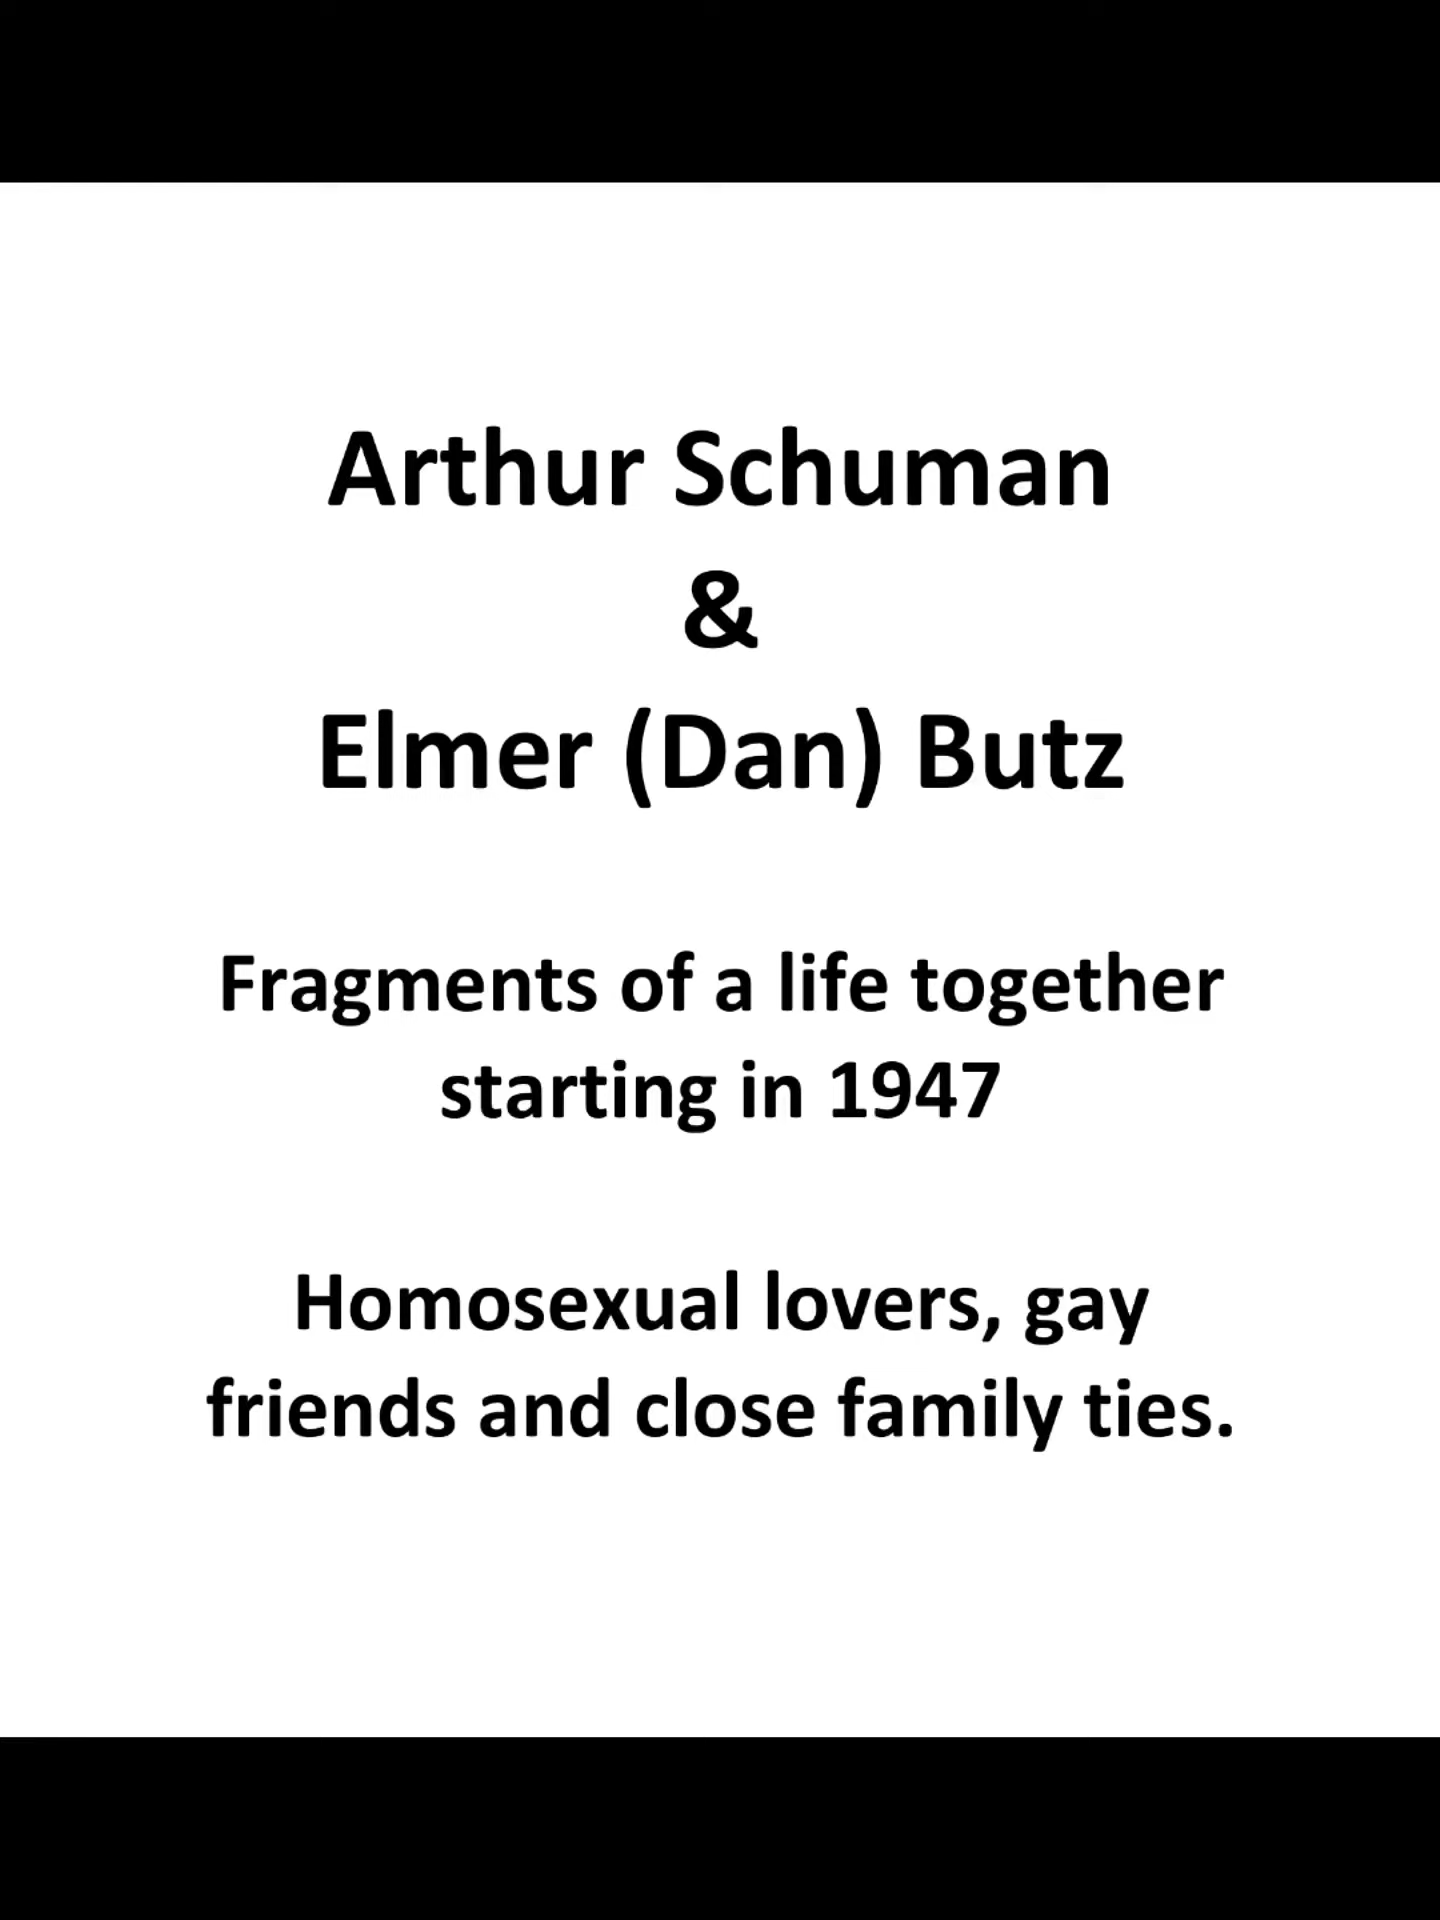 Arthur Schuman
&
Elmer (Dan) Butz
Fragments of a life together
starting in 1947
Homosexual lovers, gay
friends and close family ties.